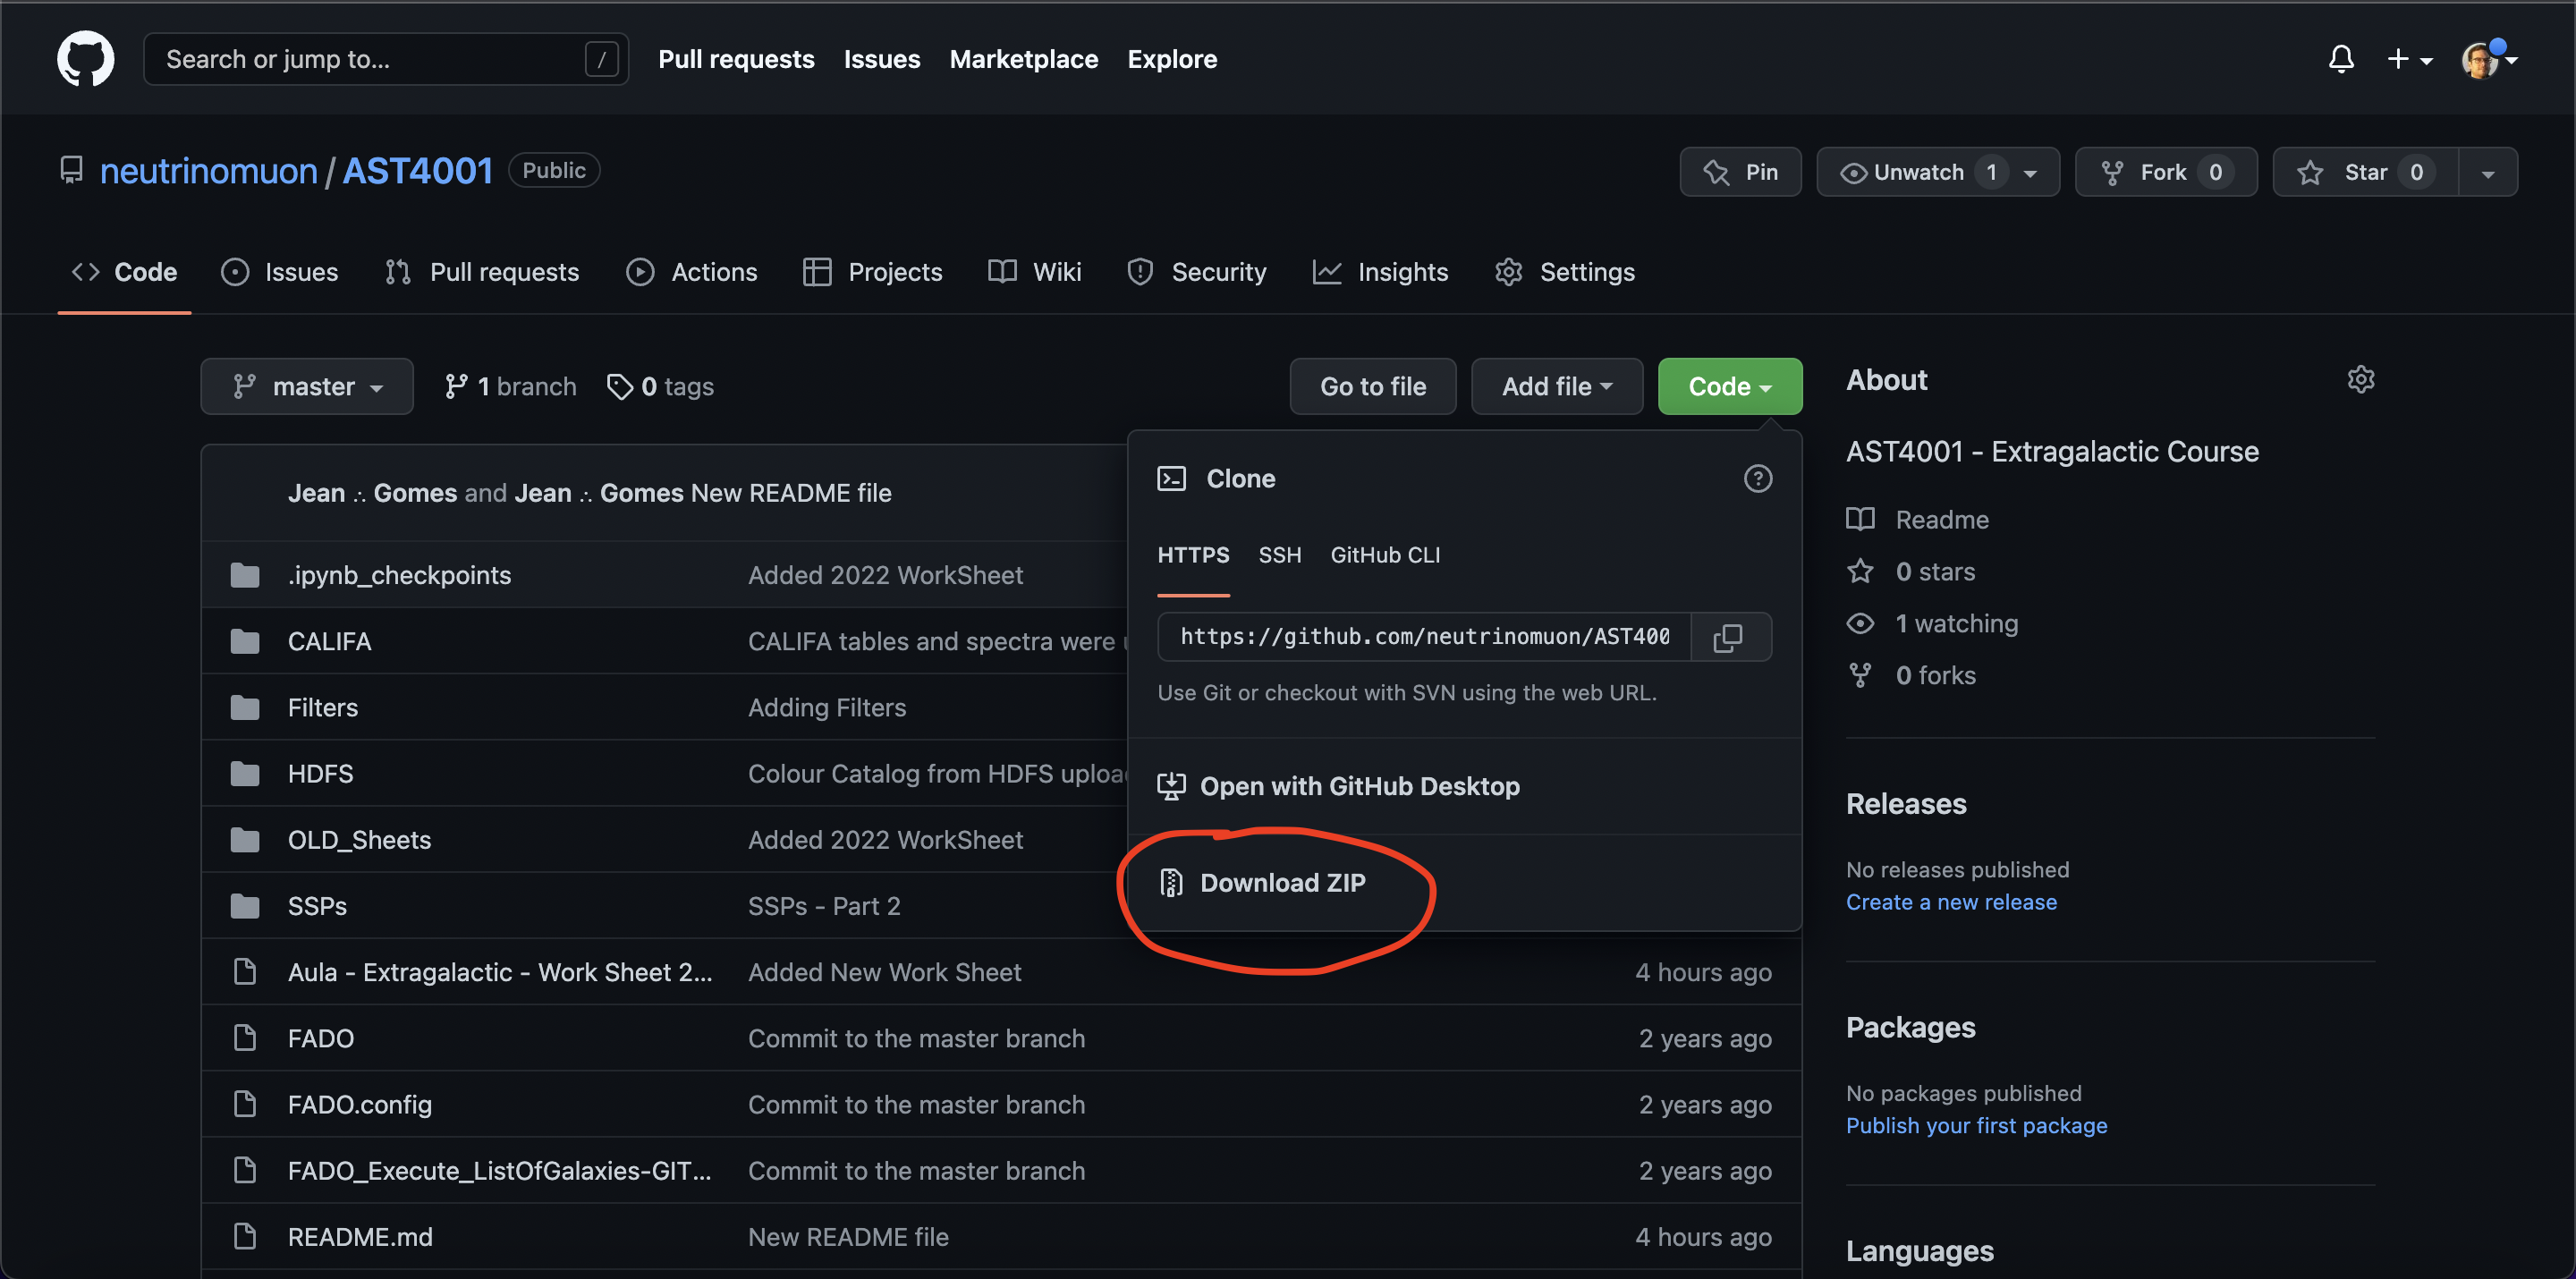 Search or jump to... /
Pull requests Issues Marketplace Explore
neutrinomuon / AST4001 Public
Pin Unwatch 1 Fork 0 Star 0
Code Issues Pull requests Actions Projects Wiki Security Insights Settings
master 1 branch 0 tags Go to file Add file Code
Jean ∴ Gomes and Jean ∴ Gomes New README file
.ipynb_checkpoints Added 2022 WorkSheet
CALIFA CALIFA tables and spectra were
Filters Adding Filters
HDFS Colour Catalog from HDFS uploa
OLD_Sheets Added 2022 WorkSheet
SSPs SSPs - Part 2
Aula - Extragalactic - Work Sheet 2... Added New Work Sheet 4 hours ago
FADO Commit to the master branch 2 years ago
FADO.config Commit to the master branch 2 years ago
FADO_Execute_ListOfGalaxies-GIT... Commit to the master branch 2 years ago
README.md New README file 4 hours ago
Clone
HTTPS SSH GitHub CLI
https://github.com/neutrinomuon/AST400
Use Git or checkout with SVN using the web URL.
Open with GitHub Desktop
Download ZIP
About
AST4001 - Extragalactic Course
Readme
0 stars
1 watching
0 forks
Releases
No releases published
Create a new release
Packages
No packages published
Publish your first package
Languages